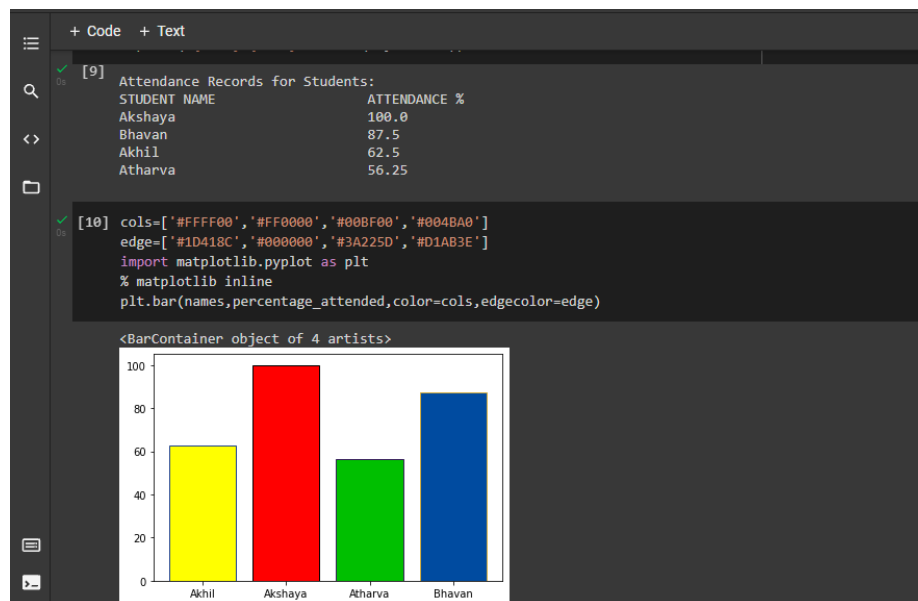 + Code + Text
[9]
0s
Attendance Records for Students:
STUDENT NAME ATTENDANCE %
Akshaya 100.0
Bhavan 87.5
Akhil 62.5
Atharva 56.25
[10] cols=['#FFFF00','#FF0000','#00BF00','#004BA0']
0s
edge=['#1D418C','#000000','#3A225D','#D1AB3E']
import matplotlib.pyplot as plt
% matplotlib inline
plt.bar(names,percentage_attended,color=cols,edgecolor=edge)
<BarContainer object of 4 artists>
100
80
60
40
20
0
Akhil Akshaya Atharva Bhavan